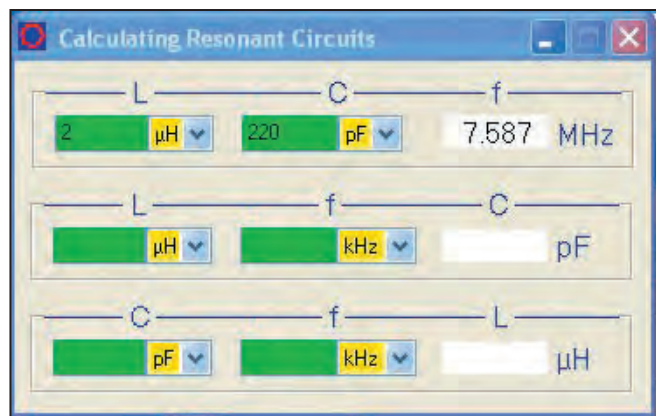 Calculating Resonant Circuits
L C f
2 µH 220 pF 7.587 MHz
L f C
µH kHz pF
C f L
pF kHz µH